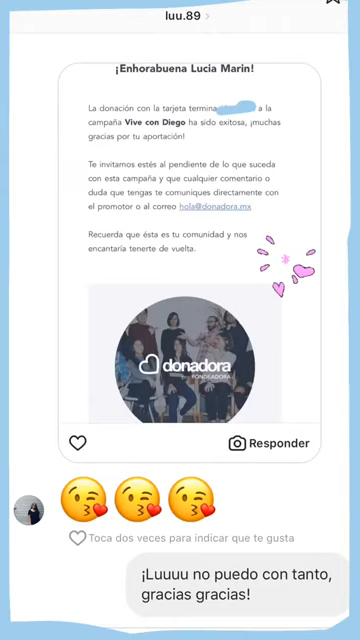 luu.89
¡Enhorabuena Lucia Marin!
La donación con la tarjeta termina a la
campaña Vive con Diego ha sido exitosa, ¡muchas
gracias por tu aportación!
Te invitamos estés al pendiente de lo que suceda
con esta campaña y que cualquier comentario o
duda que tengas te comuniques directamente con
el promotor o al correo hola@donadora.mx
Recuerda que ésta es tu comunidad y nos
encantaría tenerte de vuelta.
donadora
by FONDEADORA
Responder
Toca dos veces para indicar que te gusta
¡Luuuu no puedo con tanto,
gracias gracias!